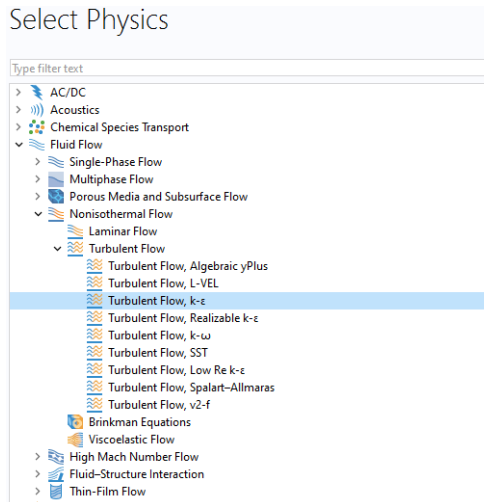 Select Physics
Type filter text
AC/DC
Acoustics
Chemical Species Transport
Fluid Flow
Single-Phase Flow
Multiphase Flow
Porous Media and Subsurface Flow
Nonisothermal Flow
Laminar Flow
Turbulent Flow
Turbulent Flow, Algebraic yPlus
Turbulent Flow, L-VEL
Turbulent Flow, k-ε
Turbulent Flow, Realizable k-ε
Turbulent Flow, k-ω
Turbulent Flow, SST
Turbulent Flow, Low Re k-ε
Turbulent Flow, Spalart–Allmaras
Turbulent Flow, v2-f
Brinkman Equations
Viscoelastic Flow
High Mach Number Flow
Fluid–Structure Interaction
Thin-Film Flow